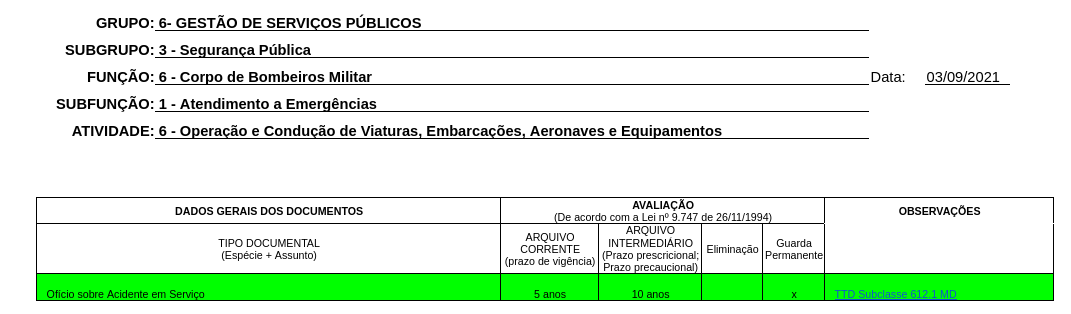 GRUPO: 6- GESTÃO DE SERVIÇOS PÚBLICOS
SUBGRUPO: 3 - Segurança Pública
FUNÇÃO: 6 - Corpo de Bombeiros Militar Data: 03/09/2021
SUBFUNÇÃO: 1 - Atendimento a Emergências
ATIVIDADE: 6 - Operação e Condução de Viaturas, Embarcações, Aeronaves e Equipamentos
DADOS GERAIS DOS DOCUMENTOS
AVALIAÇÃO
(De acordo com a Lei nº 9.747 de 26/11/1994)
OBSERVAÇÕES
TIPO DOCUMENTAL
(Espécie + Assunto)
ARQUIVO
CORRENTE
(prazo de vigência)
ARQUIVO
INTERMEDIÁRIO
(Prazo prescricional;
Prazo precaucional)
Eliminação
Guarda
Permanente
Ofício sobre Acidente em Serviço 5 anos 10 anos x TTD Subclasse 612.1 MD